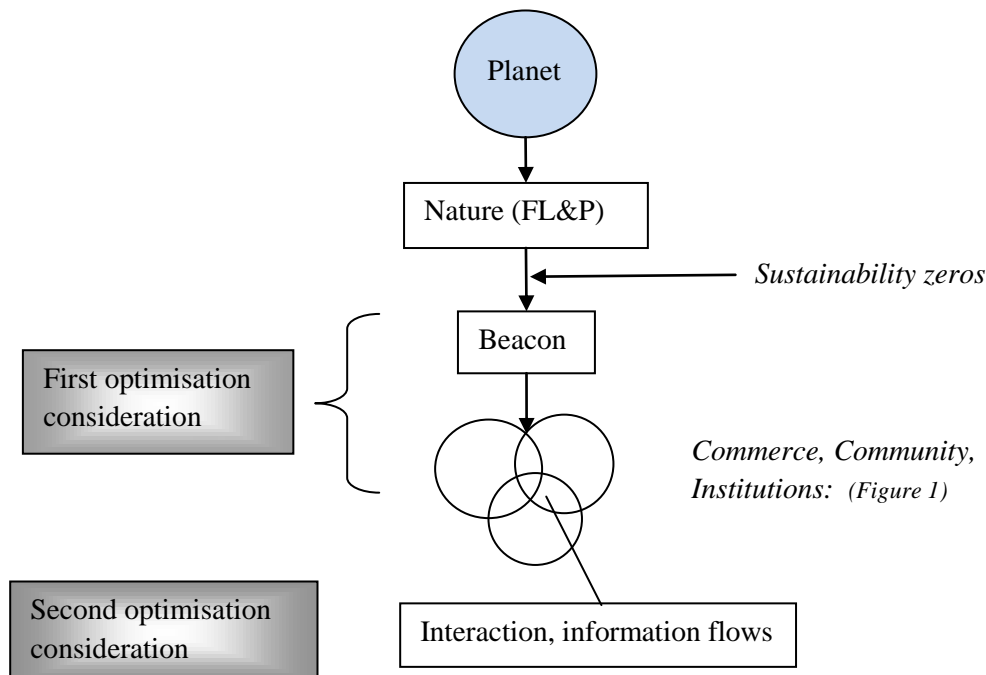 Planet
Nature (FL&P)
Sustainability zeros
Beacon
First optimisation
consideration
Commerce, Community,
Institutions: (Figure 1)
Second optimisation
consideration
Interaction, information flows